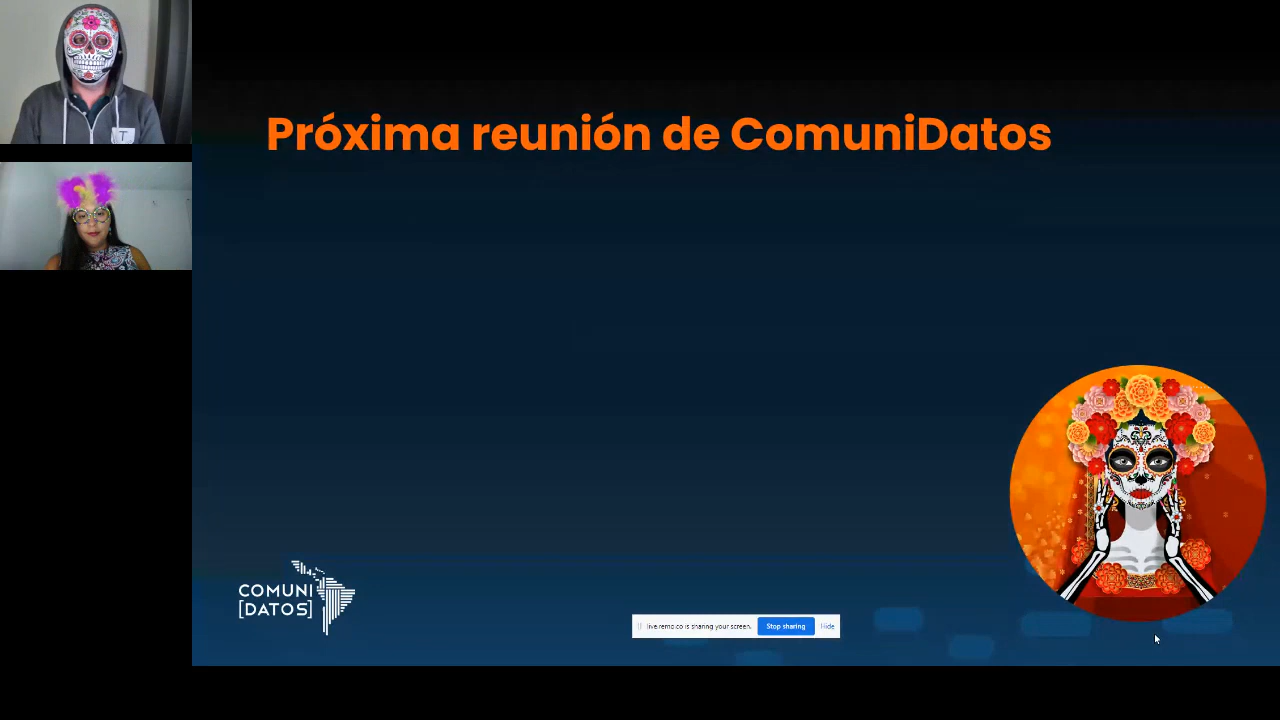 Próxima reunión de ComuniDatos
COMUNI
[DATOS]
live.remo.co is sharing your screen.
Stop sharing
Hide
T